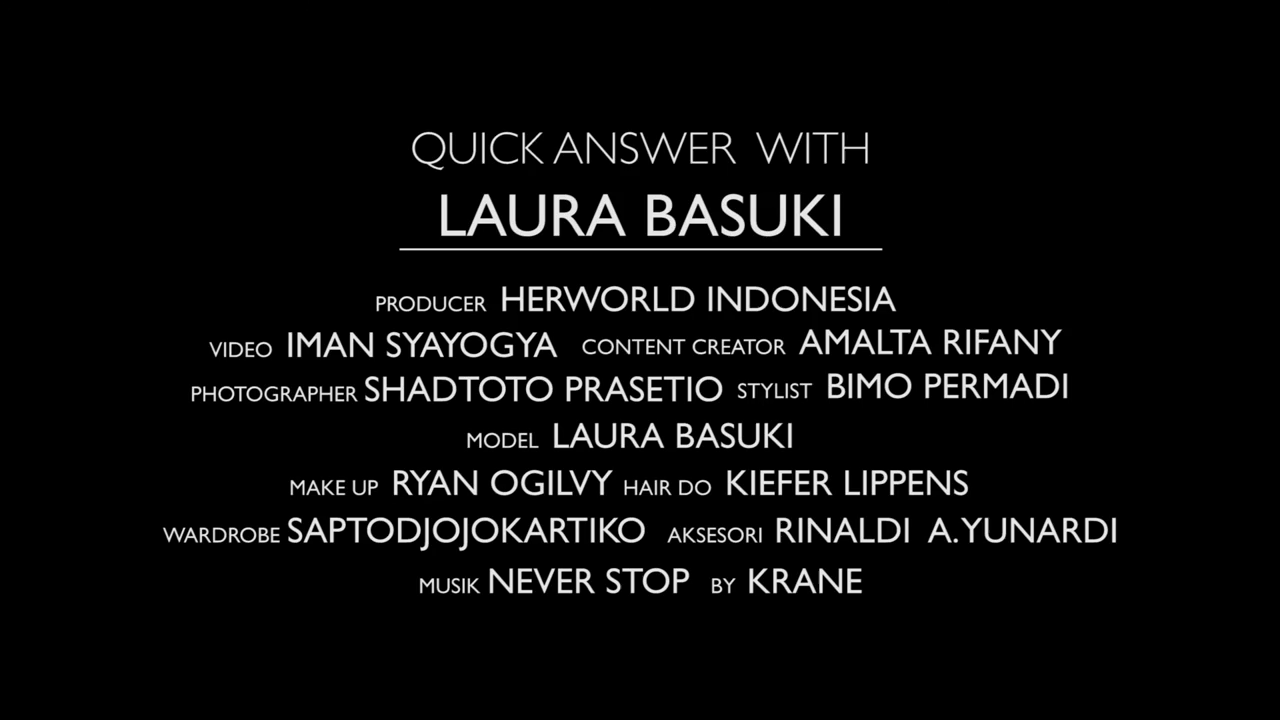 QUICK ANSWER WITH
LAURA BASUKI
PRODUCER HERWORLD INDONESIA
VIDEO IMAN SYAYOGYA CONTENT CREATOR AMALTA RIFANY
PHOTOGRAPHER SHADTOTO PRASETIO STYLIST BIMO PERMADI
MODEL LAURA BASUKI
MAKE UP RYAN OGILVY HAIR DO KIEFER LIPPENS
WARDROBE SAPTODJOJOKARTIKO AKSESORI RINALDI A.YUNARDI
MUSIK NEVER STOP BY KRANE